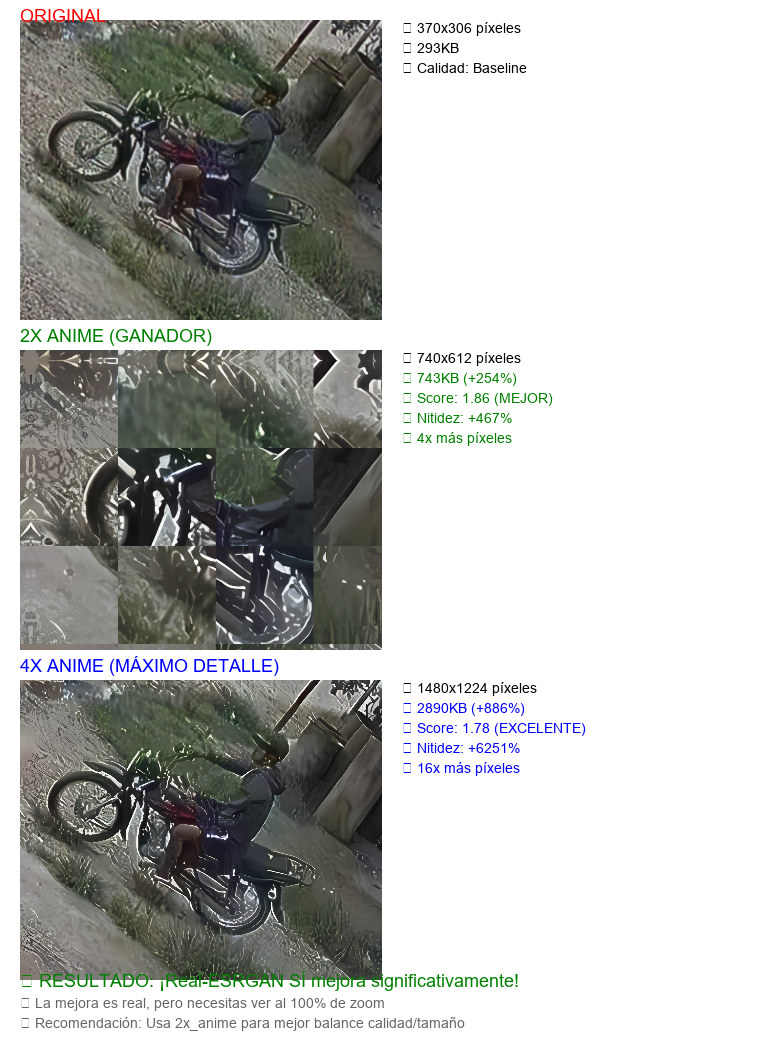 ORIGINAL
370x306 píxeles
293KB
Calidad: Baseline
2X ANIME (GANADOR)
740x612 píxeles
743KB (+254%)
Score: 1.86 (MEJOR)
Nitidez: +467%
4x más píxeles
4X ANIME (MÁXIMO DETALLE)
1480x1224 píxeles
2890KB (+886%)
Score: 1.78 (EXCELENTE)
Nitidez: +6251%
16x más píxeles
RESULTADO: ¡Real-ESRGAN SÍ mejora significativamente!
La mejora es real, pero necesitas ver al 100% de zoom
Recomendación: Usa 2x_anime para mejor balance calidad/tamaño